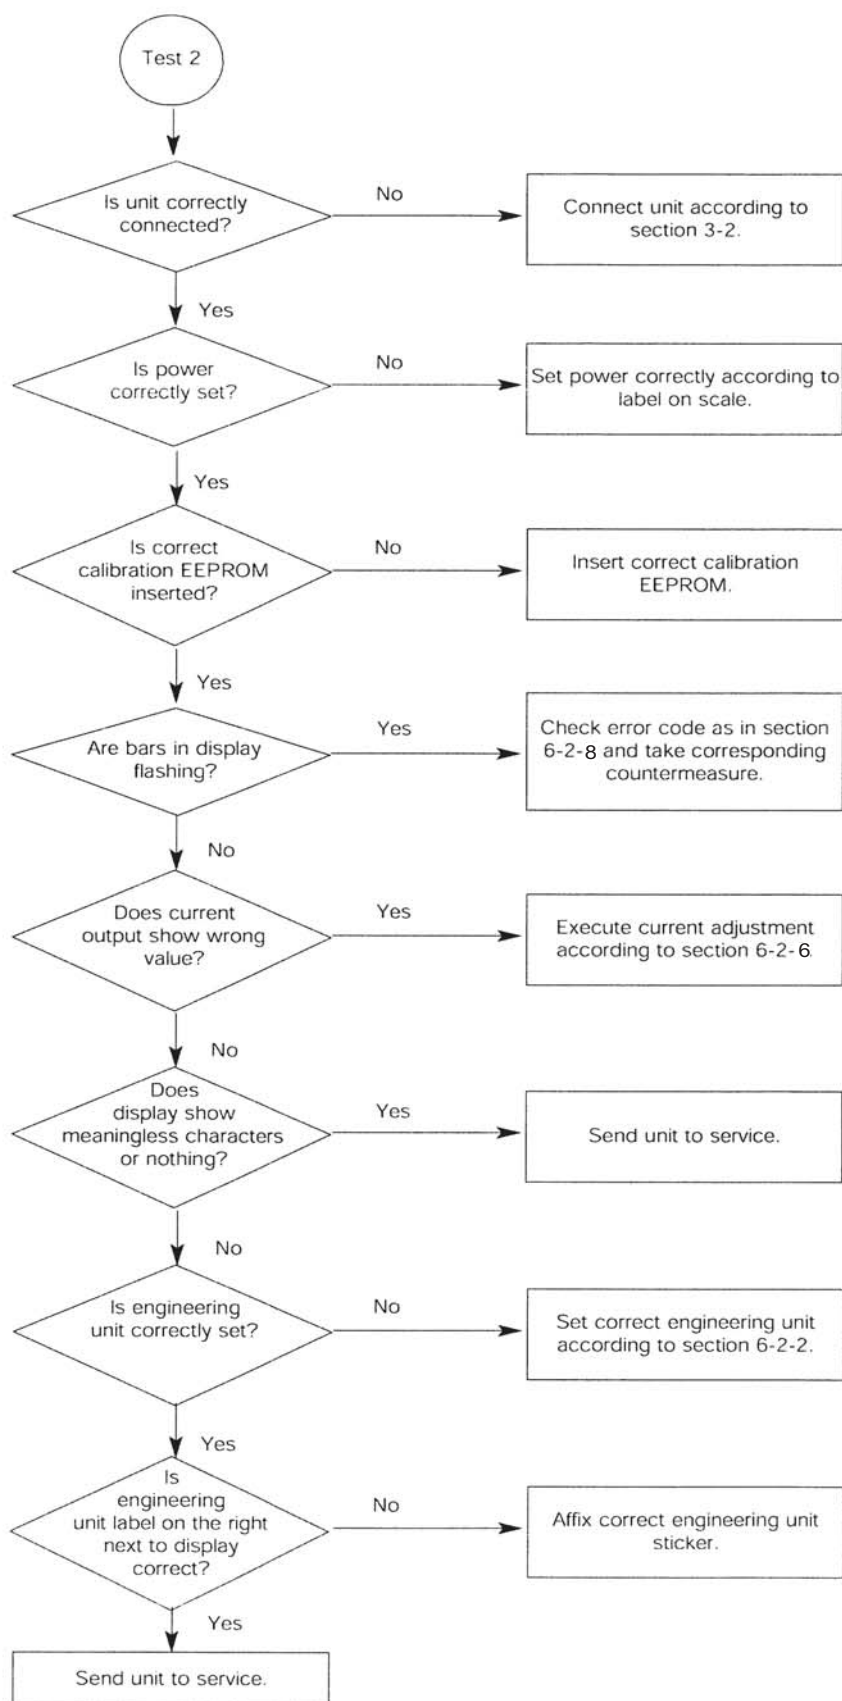 Test 2
Is unit correctly
connected?
No
Connect unit according to
section 3-2.
Yes
Is power
correctly set?
No
Set power correctly according to
label on scale.
Yes
Is correct
calibration EEPROM
inserted?
No
Insert correct calibration
EEPROM.
Yes
Are bars in display
flashing?
Yes
Check error code as in section
6-2-8 and take corresponding
countermeasure.
No
Does current
output show wrong
value?
Yes
Execute current adjustment
according to section 6-2-6.
No
Does
display show
meaningless characters
or nothing?
Yes
Send unit to service.
No
Is engineering
unit correctly set?
No
Set correct engineering unit
according to section 6-2-2.
Yes
Is
engineering
unit label on the right
next to display
correct?
No
Affix correct engineering unit
sticker.
Yes
Send unit to service.